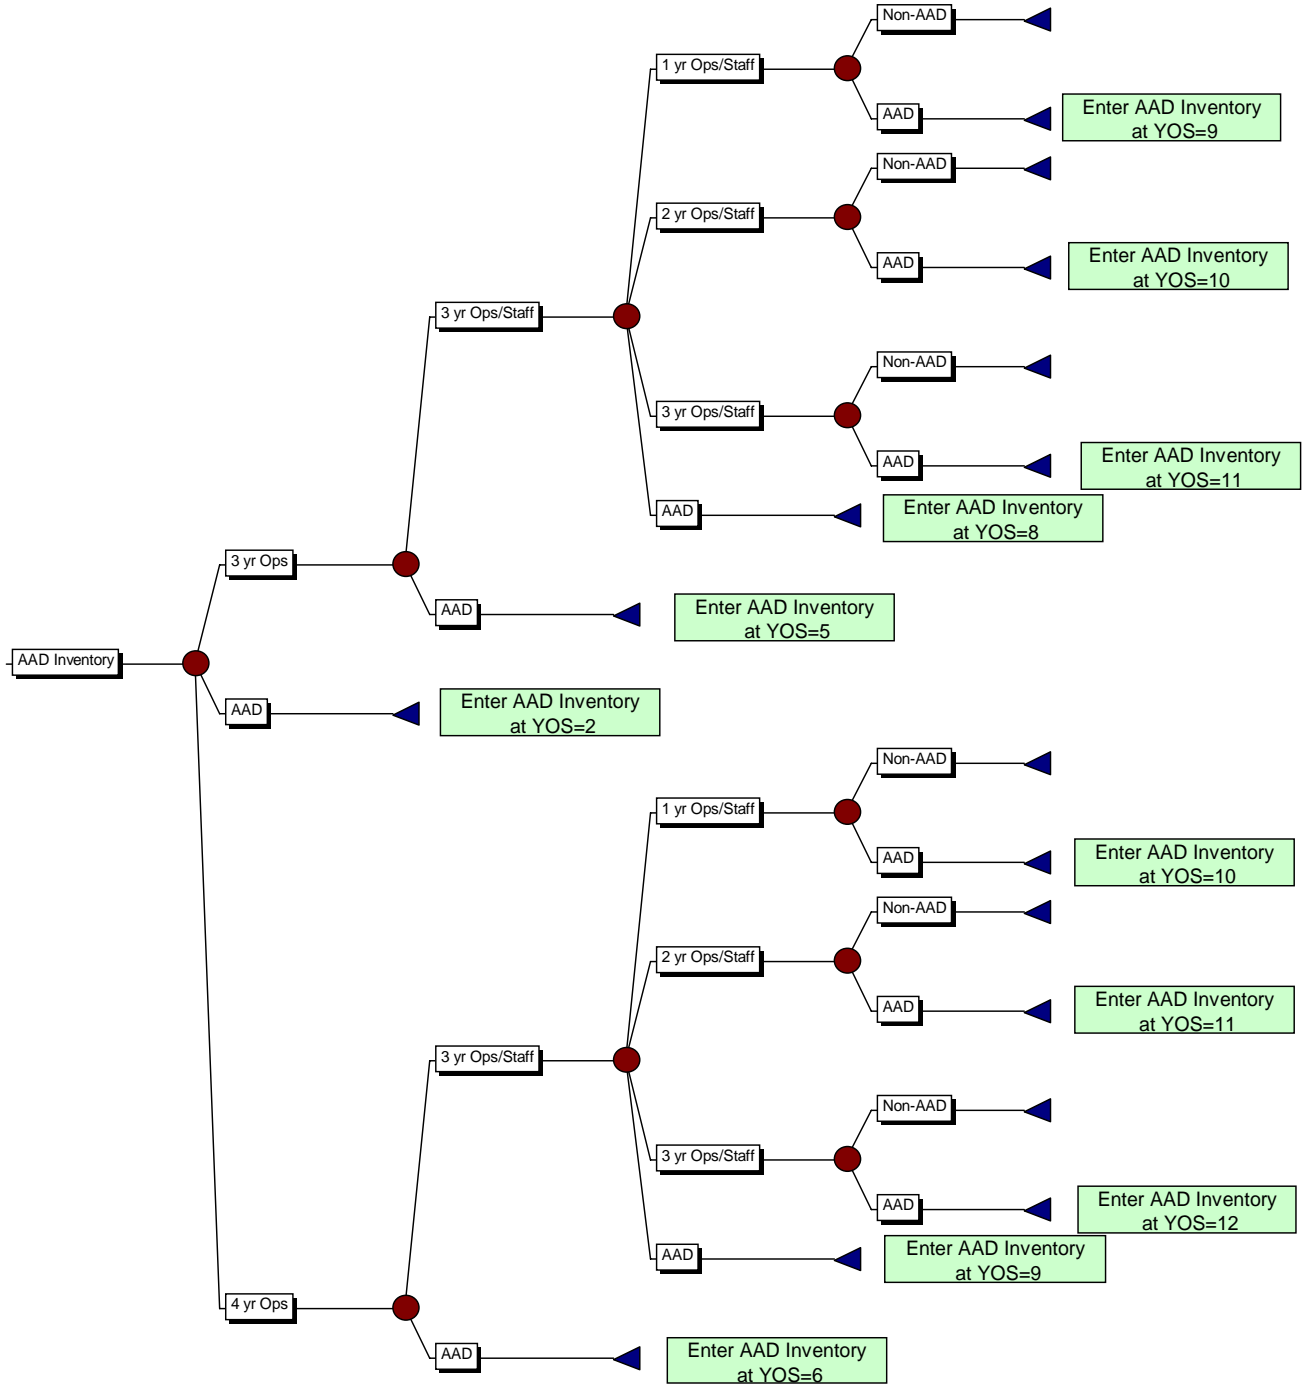 Non-AAD
1 yr Ops/Staff
AAD
Enter AAD Inventory
at YOS=9
Non-AAD
2 yr Ops/Staff
AAD
Enter AAD Inventory
at YOS=10
3 yr Ops/Staff
Non-AAD
3 yr Ops/Staff
AAD
Enter AAD Inventory
at YOS=11
AAD
Enter AAD Inventory
at YOS=8
3 yr Ops
AAD
Enter AAD Inventory
at YOS=5
AAD Inventory
AAD
Enter AAD Inventory
at YOS=2
Non-AAD
1 yr Ops/Staff
AAD
Enter AAD Inventory
at YOS=10
Non-AAD
2 yr Ops/Staff
AAD
Enter AAD Inventory
at YOS=11
3 yr Ops/Staff
Non-AAD
3 yr Ops/Staff
AAD
Enter AAD Inventory
at YOS=12
AAD
Enter AAD Inventory
at YOS=9
4 yr Ops
AAD
Enter AAD Inventory
at YOS=6